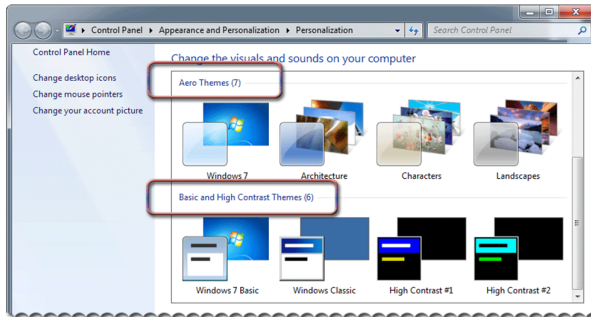 Control Panel ▸ Appearance and Personalization ▸ Personalization
Search Control Panel
Control Panel Home
Change desktop icons
Change mouse pointers
Change your account picture
Change the visuals and sounds on your computer
Aero Themes (7)
Windows 7 Architecture Characters Landscapes
Basic and High Contrast Themes (6)
Windows 7 Basic Windows Classic High Contrast #1 High Contrast #2